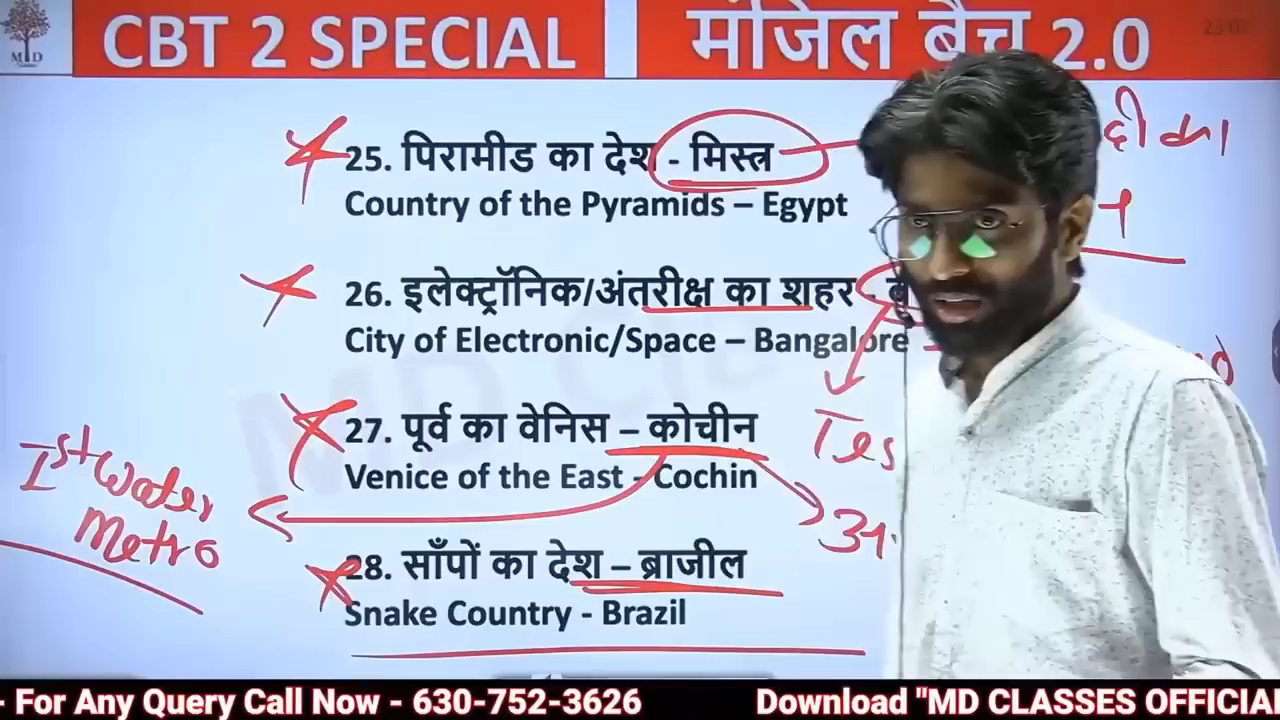 CBT 2 SPECIAL
मंजिल बैच 2.0
MD
25. पिरामीड का देश - मिस्त्र
Country of the Pyramids – Egypt
26. इलेक्ट्रॉनिक/अंतरीक्ष का शहर -
City of Electronic/Space – Bangalore
27. पूर्व का वेनिस – कोचीन
Venice of the East - Cochin
Ist water
Metro
28. साँपों का देश – ब्राजील
Snake Country - Brazil
- For Any Query Call Now - 630-752-3626
Download "MD CLASSES OFFICIAL